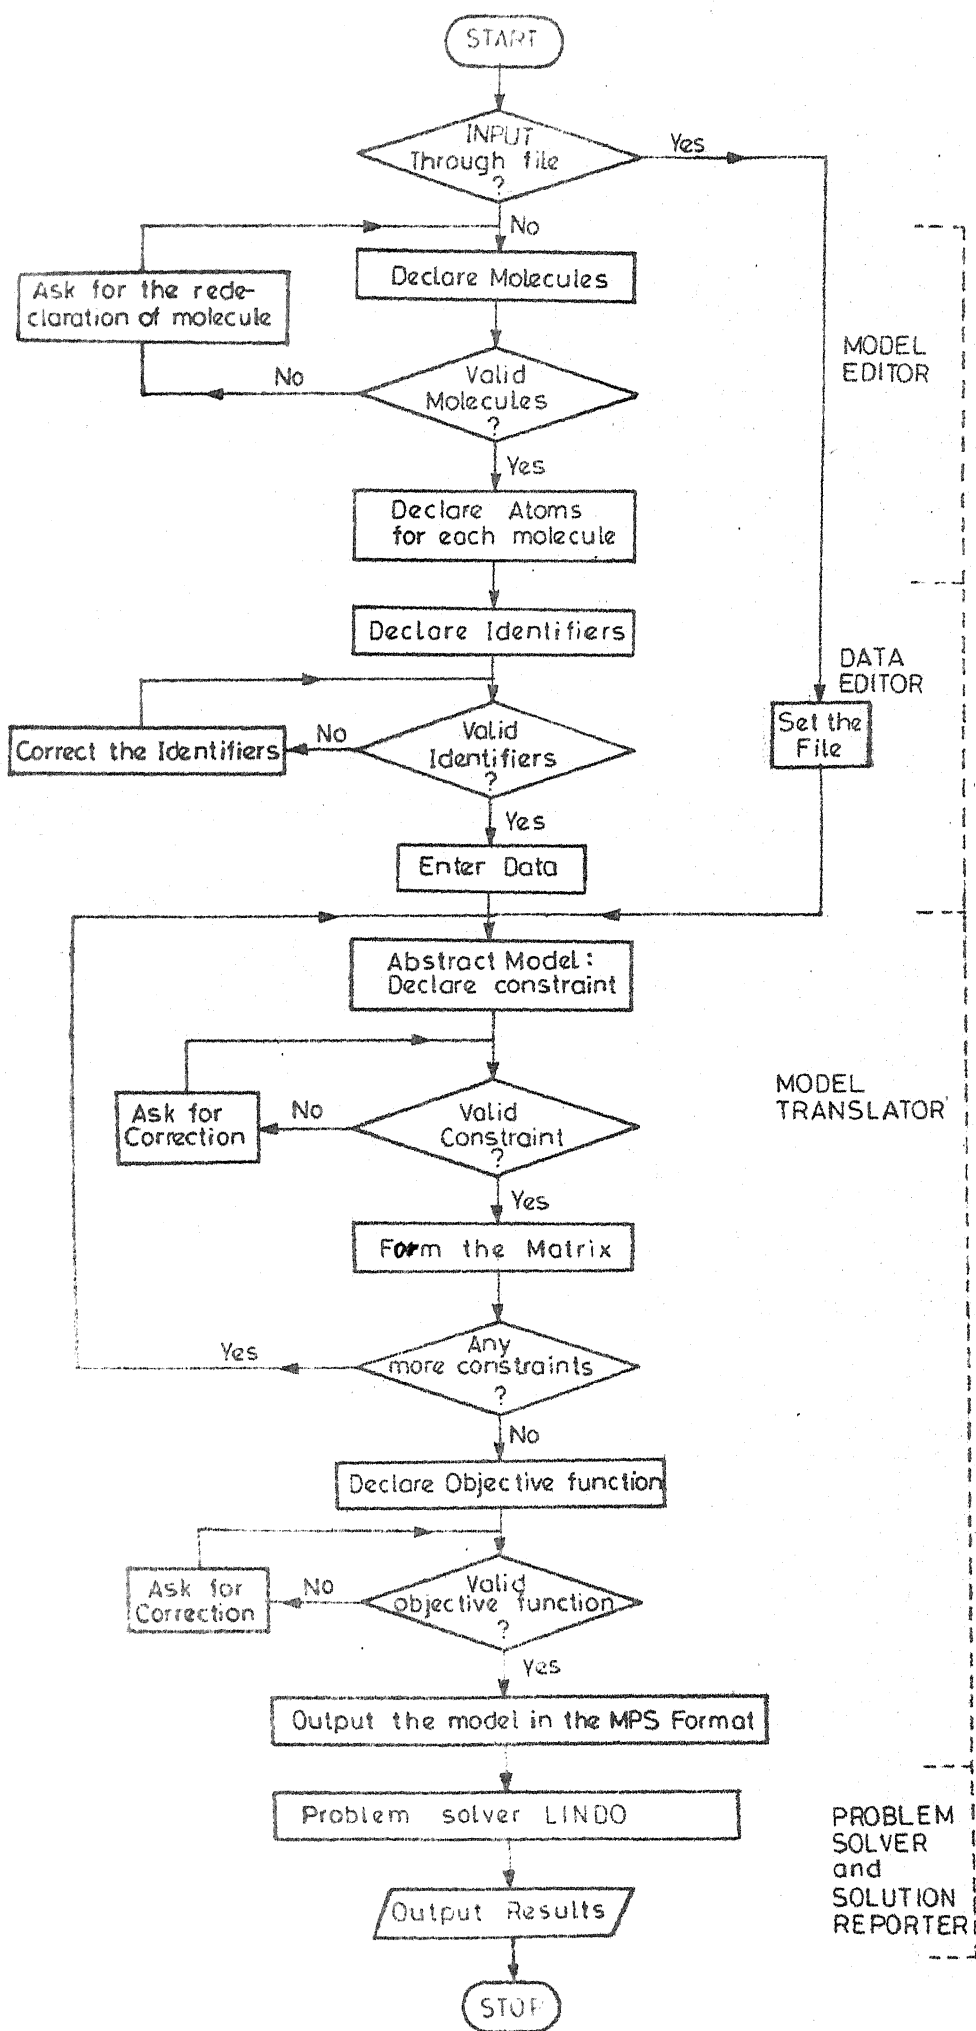 START
INPUT
Through file
?
Yes
No
Declare Molecules
Ask for the rede-
claration of molecule
MODEL
EDITOR
No
Valid
Molecules
?
Yes
Declare Atoms
for each molecule
Declare Identifiers
DATA
EDITOR
Set the
File
Correct the Identifiers
No
Valid
Identifiers
?
Yes
Enter Data
Abstract Model:
Declare constraint
MODEL
TRANSLATOR
Ask for
Correction
No
Valid
Constraint
?
Yes
Form the Matrix
Yes
Any
more constraints
?
No
Declare Objective function
Ask for
Correction
No
Valid
objective function
?
Yes
Output the model in the MPS Format
Problem solver LINDO
PROBLEM
SOLVER
and
SOLUTION
REPORTER
Output Results
STOP